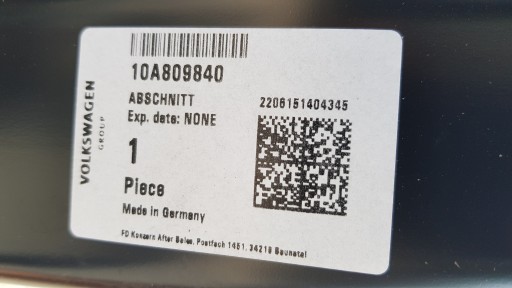 10A809840
ABSCHNITT
Exp. date: NONE
1
Piece
Made in Germany
2206151404345
VOLKSWAGEN
GROUP
FD Konzern After Sales, Postfach 1451, 34219 Baunatal